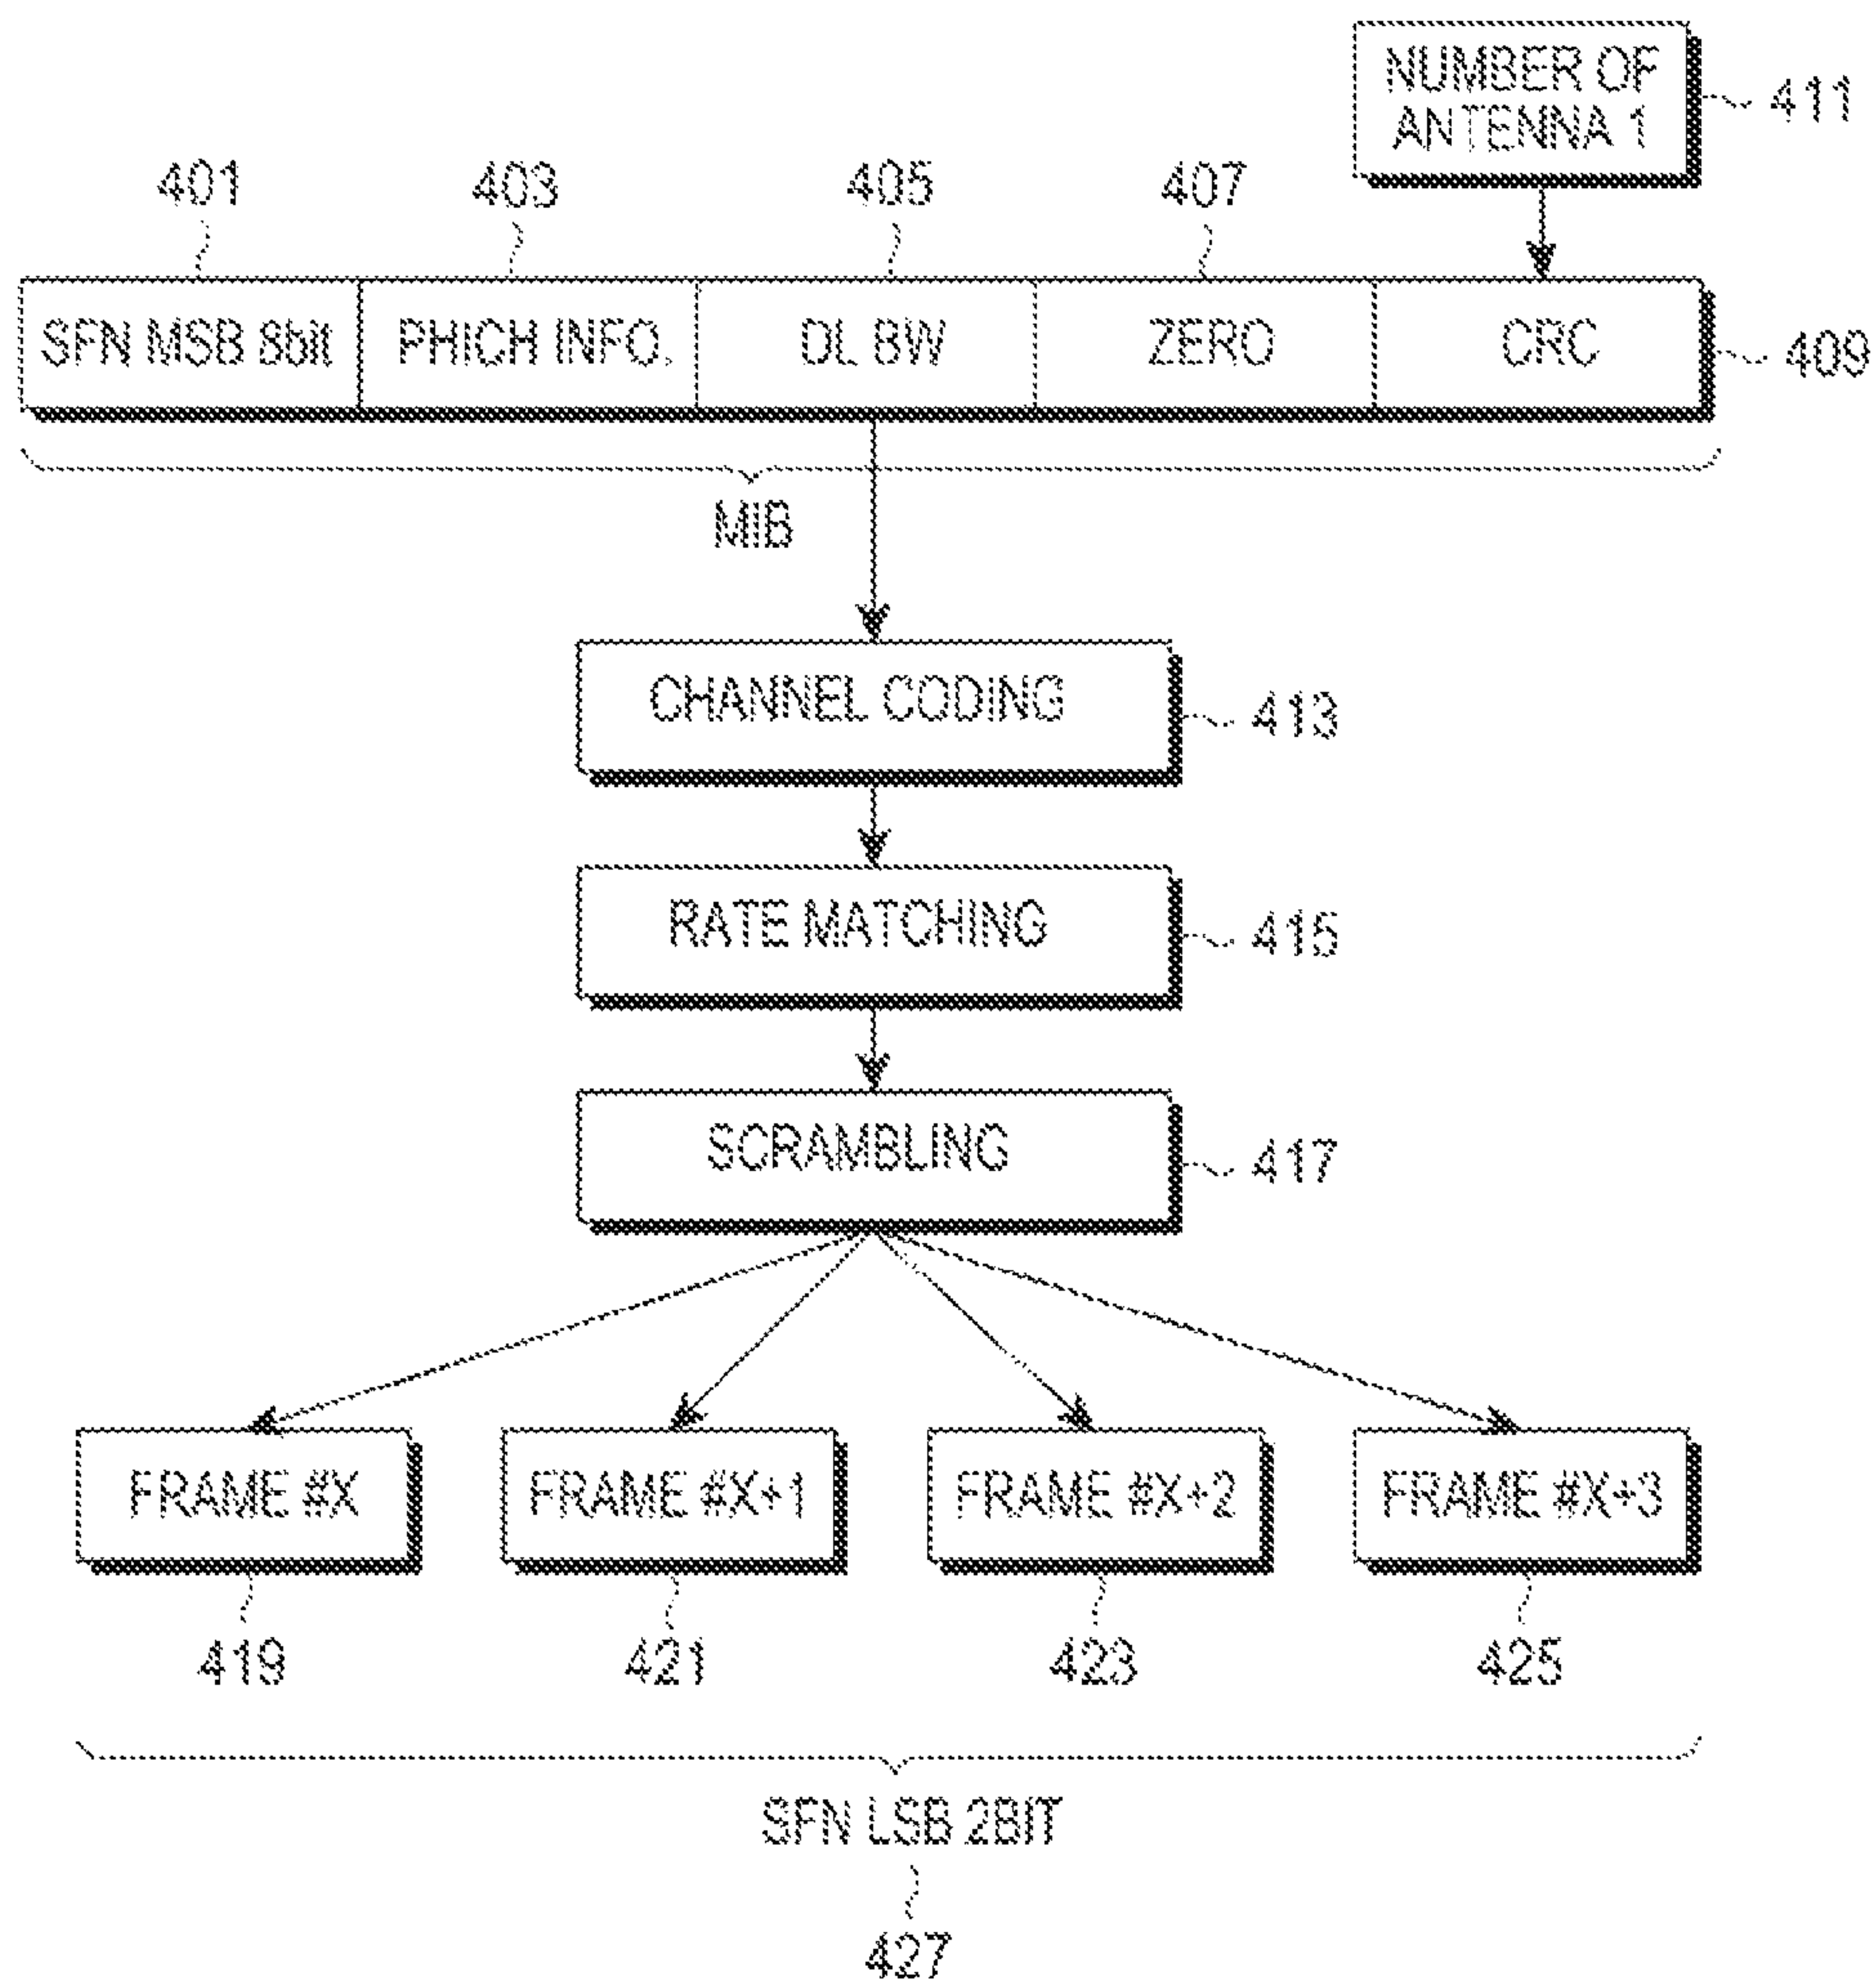 NUMBER OF
ANTENNA 1
411
401
403
405
407
SFN MSB 8bit
PHICH INFO.
DL BW
ZERO
CRC
409
MIB
CHANNEL CODING
413
RATE MATCHING
415
SCRAMBLING
417
FRAME #X
FRAME #X+1
FRAME #X+2
FRAME #X+3
419
421
423
425
SFN LSB 2BIT
427